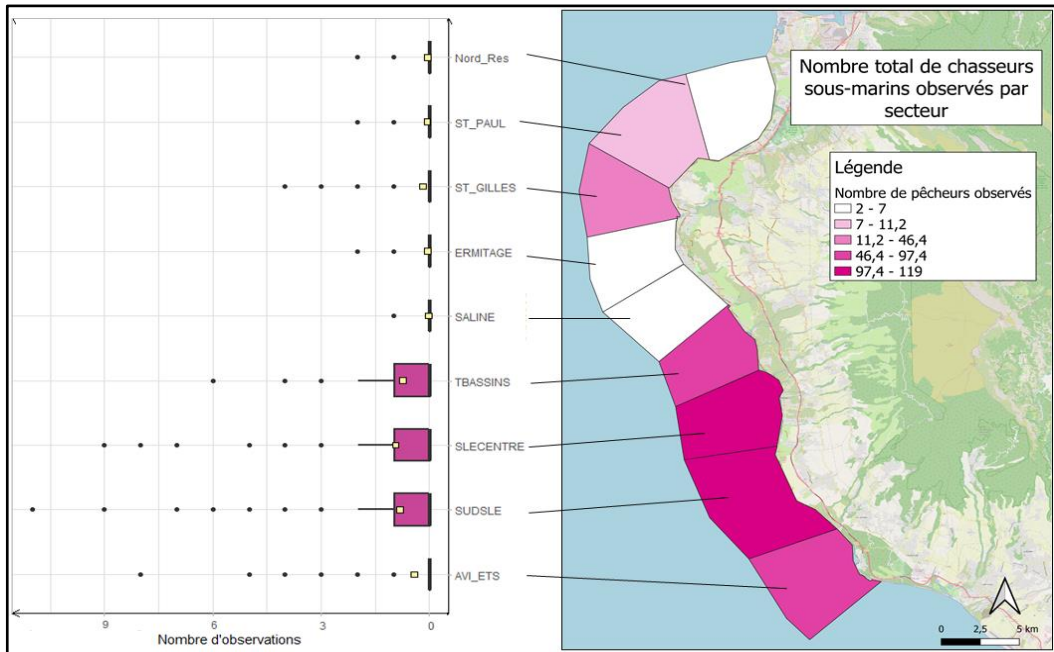 Nord_Res
ST_PAUL
ST_GILLES
ERMITAGE
SALINE
TBASSINS
SLECENTRE
SUDSLE
AVI_ETS
9
6
3
0
Nombre d'observations
Nombre total de chasseurs
sous-marins observés par
secteur
Légende
Nombre de pêcheurs observés
2 - 7
7 - 11,2
11,2 - 46,4
46,4 - 97,4
97,4 - 119
0
2,5
5 km